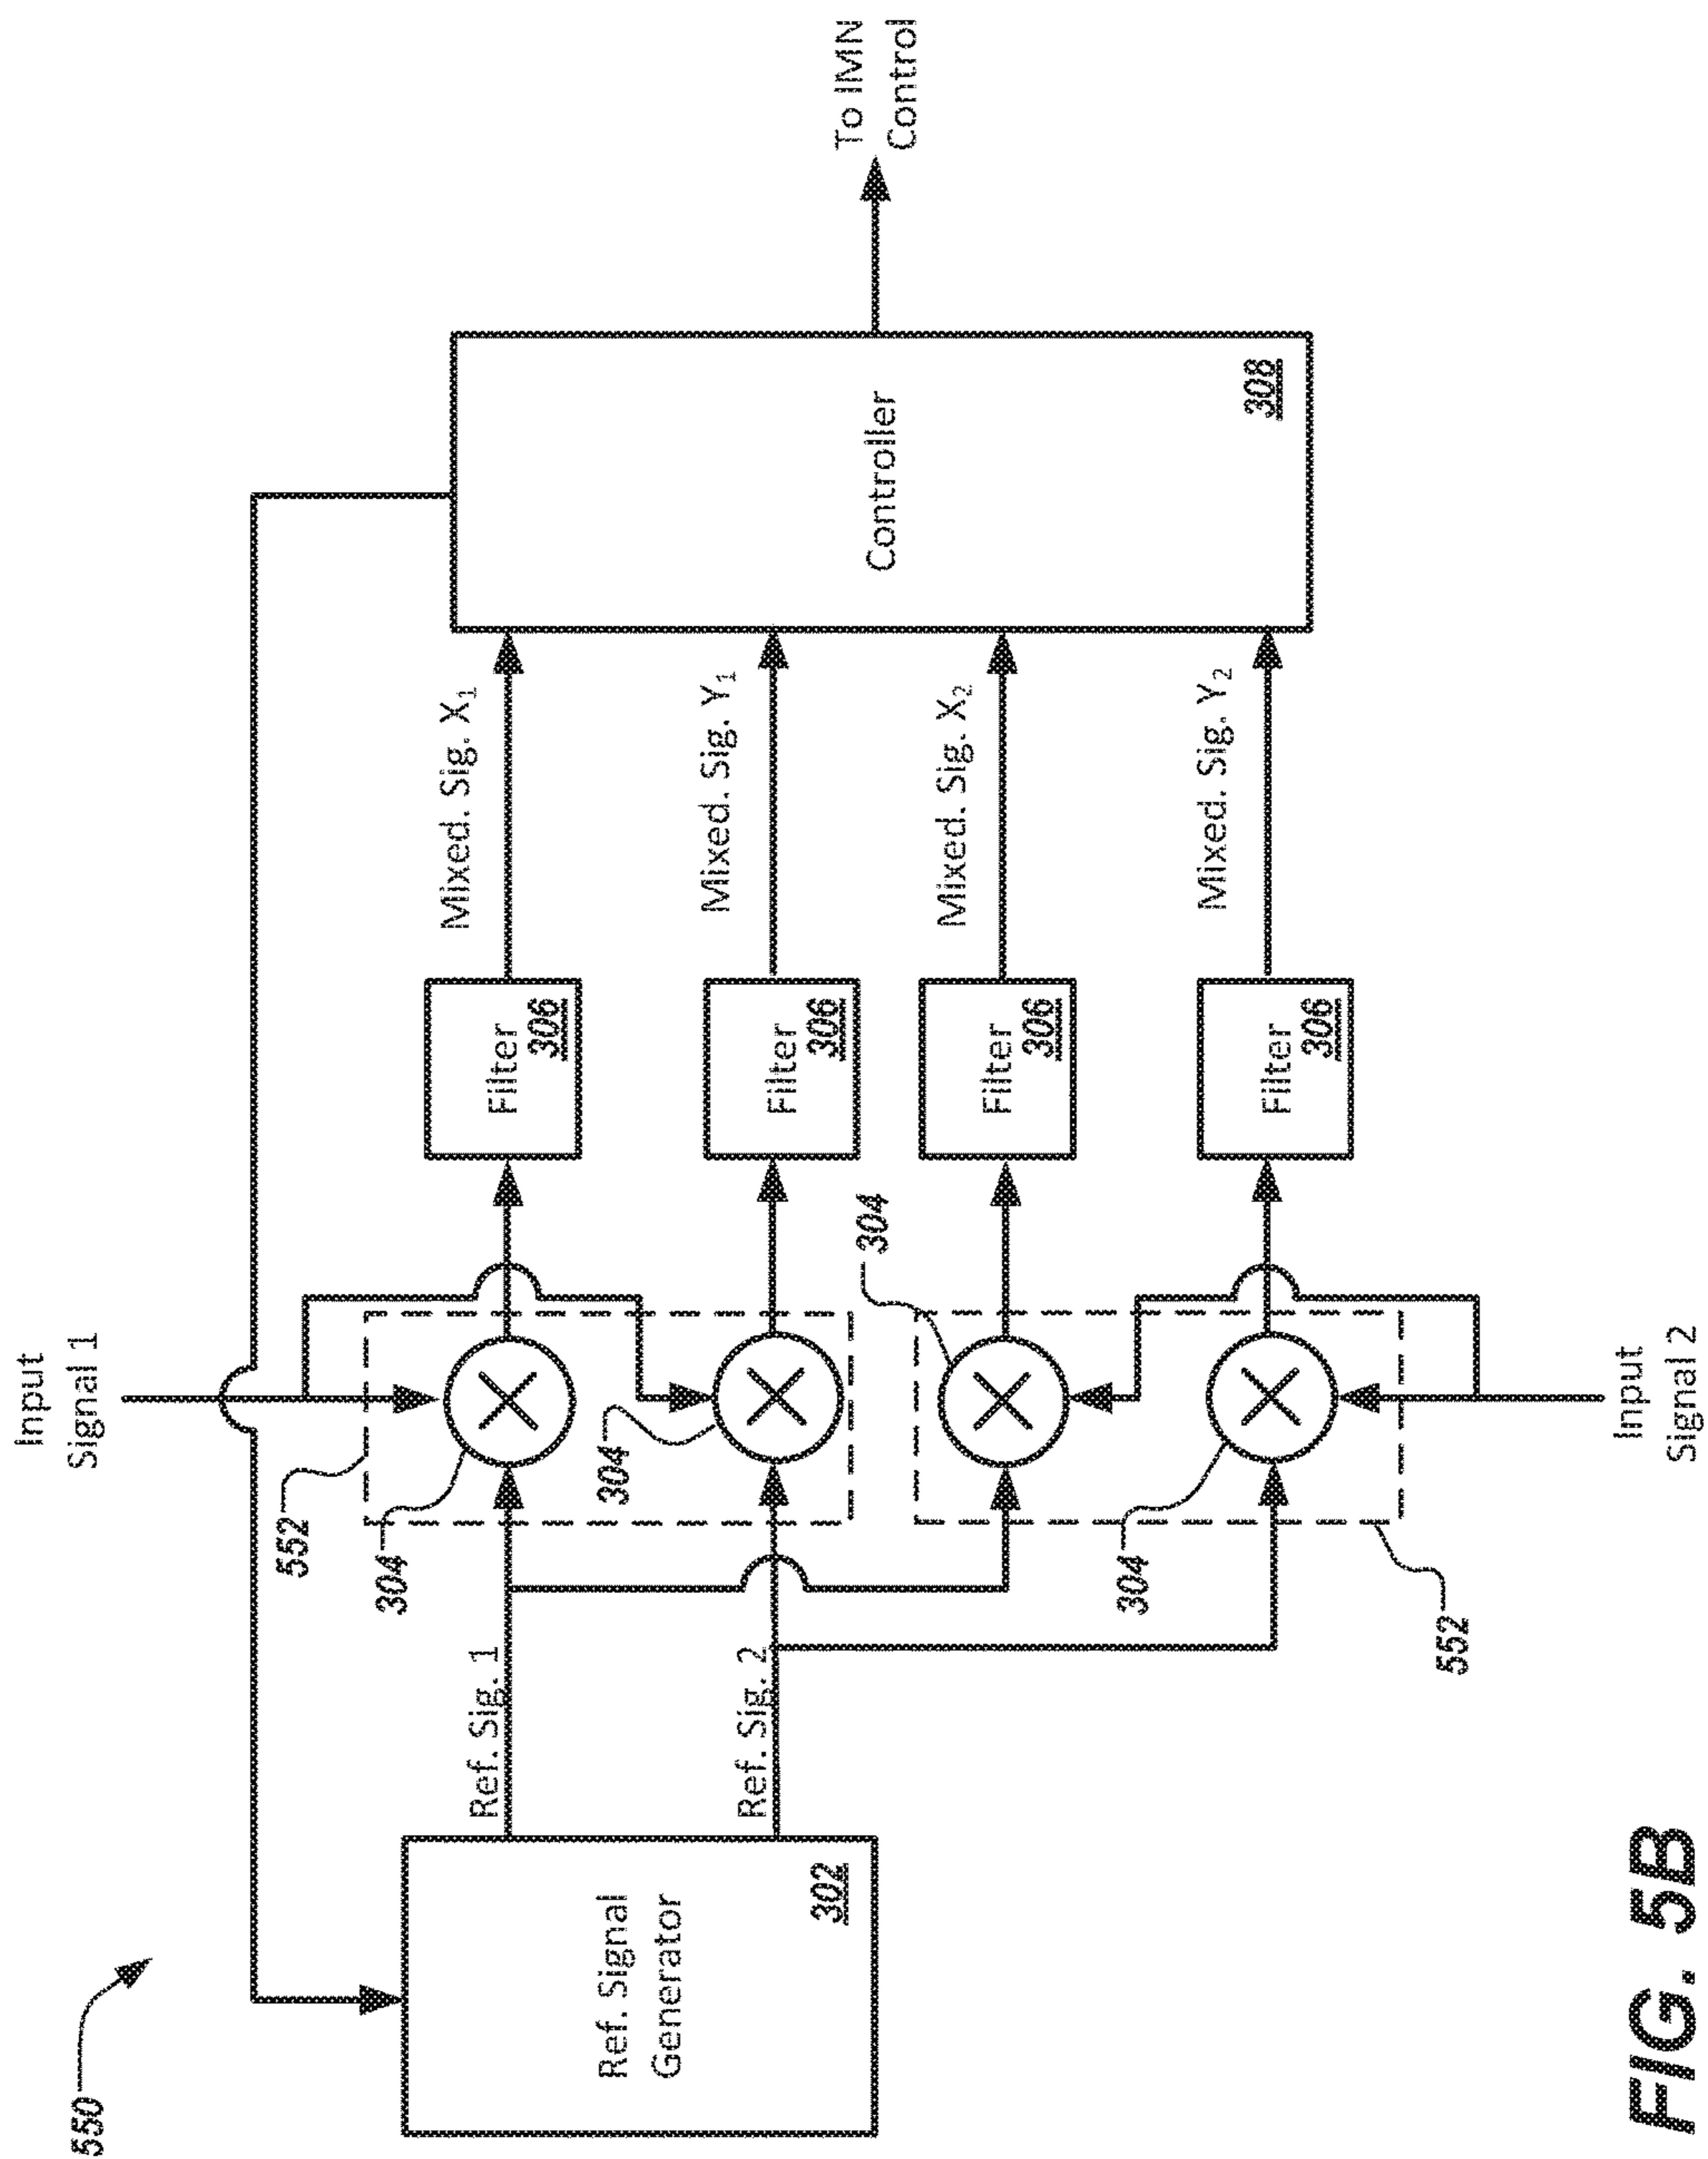 550
Input
Signal 1
552
304
304
304
304
552
Ref. Signal
Generator
302
Ref. Sig. 1
Ref. Sig. 2
Filter
306
Filter
306
Filter
306
Filter
306
Mixed. Sig. X₁
Mixed. Sig. Y₁
Mixed. Sig. X₂
Mixed. Sig. Y₂
Controller
308
To IMN
Control
Input
Signal 2
FIG. 5B